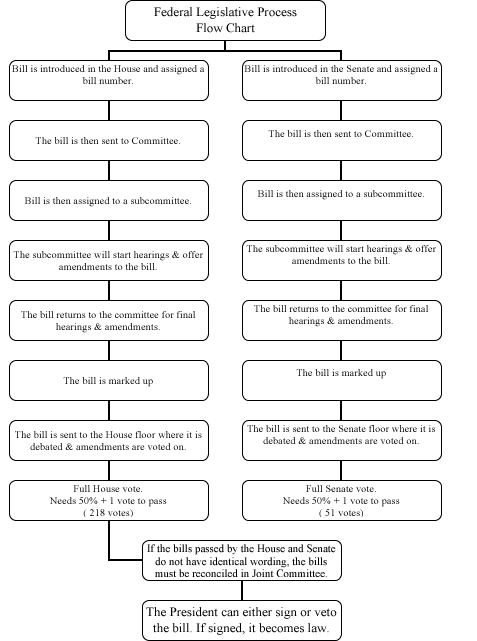 Federal Legislative Process
Flow Chart
Bill is introduced in the House and assigned a
bill number.
The bill is then sent to Committee.
Bill is then assigned to a subcommittee.
The subcommittee will start hearings & offer
amendments to the bill.
The bill returns to the committee for final
hearings & amendments.
The bill is marked up
The bill is sent to the House floor where it is
debated & amendments are voted on.
Full House vote.
Needs 50% + 1 vote to pass
( 218 votes)
Bill is introduced in the Senate and assigned a
bill number.
The bill is then sent to Committee.
Bill is then assigned to a subcommittee.
The subcommittee will start hearings & offer
amendments to the bill.
The bill returns to the committee for final
hearings & amendments.
The bill is marked up
The bill is sent to the Senate floor where it is
debated & amendments are voted on.
Full Senate vote.
Needs 50% + 1 vote to pass
( 51 votes)
If the bills passed by the House and Senate
do not have identical wording, the bills
must be reconciled in Joint Committee.
The President can either sign or veto
the bill. If signed, it becomes law.